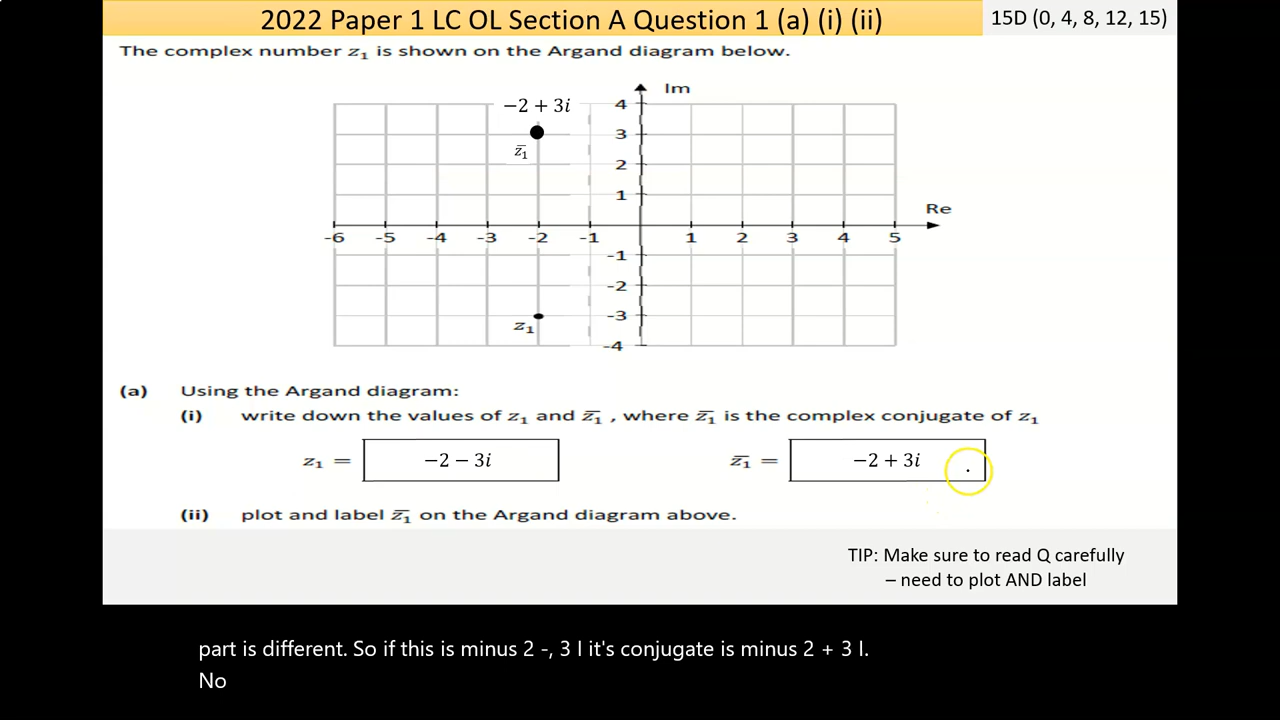 2022 Paper 1 LC OL Section A Question 1 (a) (i) (ii)
15D (0, 4, 8, 12, 15)
The complex number z₁ is shown on the Argand diagram below.
Im
−2 + 3i
4
3
z̄₁
2
1
Re
-6 -5 -4 -3 -2 -1 1 2 3 4 5
-1
-2
-3
z₁
-4
(a) Using the Argand diagram:
(i) write down the values of z₁ and z̄₁ , where z̄₁ is the complex conjugate of z₁
z₁ = −2 − 3i z̄₁ = −2 + 3i
(ii) plot and label z̄₁ on the Argand diagram above.
TIP: Make sure to read Q carefully
– need to plot AND label
part is different. So if this is minus 2 -, 3 I it's conjugate is minus 2 + 3 I.
No